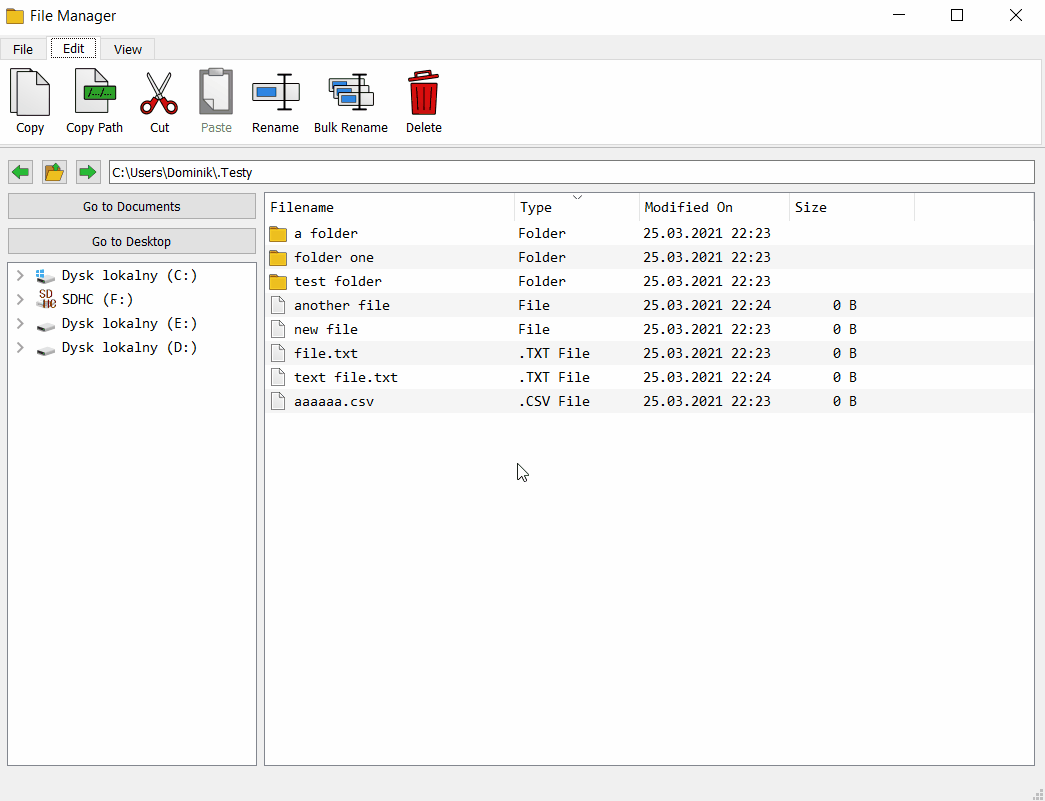 File Manager
File Edit View
Copy Copy Path Cut Paste Rename Bulk Rename Delete
C:\Users\Dominik\.Testy
Go to Documents
Go to Desktop
Dysk lokalny (C:)
SDHC (F:)
Dysk lokalny (E:)
Dysk lokalny (D:)
Filename Type Modified On Size
a folder Folder 25.03.2021 22:23
folder one Folder 25.03.2021 22:23
test folder Folder 25.03.2021 22:23
another file File 25.03.2021 22:24 0 B
new file File 25.03.2021 22:23 0 B
file.txt .TXT File 25.03.2021 22:23 0 B
text file.txt .TXT File 25.03.2021 22:24 0 B
aaaaaa.csv .CSV File 25.03.2021 22:23 0 B